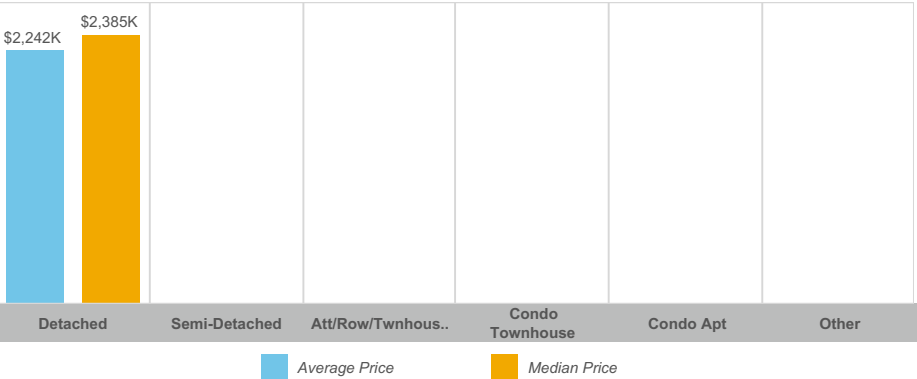 $2,385K
$2,242K
Detached
Semi-Detached
Att/Row/Twnhous..
Condo
Townhouse
Condo Apt
Other
Average Price
Median Price